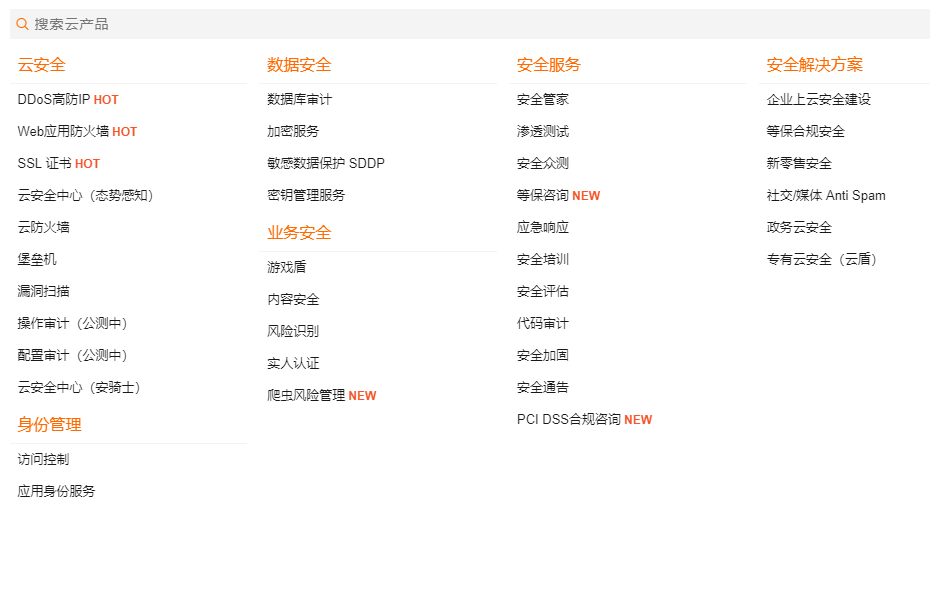 搜索云产品
云安全
DDoS高防IP HOT
Web应用防火墙 HOT
SSL 证书 HOT
云安全中心（态势感知）
云防火墙
堡垒机
漏洞扫描
操作审计（公测中）
配置审计（公测中）
云安全中心（安骑士）
身份管理
访问控制
应用身份服务
数据安全
数据库审计
加密服务
敏感数据保护 SDDP
密钥管理服务
业务安全
游戏盾
内容安全
风险识别
实人认证
爬虫风险管理 NEW
安全服务
安全管家
渗透测试
安全众测
等保咨询 NEW
应急响应
安全培训
安全评估
代码审计
安全加固
安全通告
PCI DSS合规咨询 NEW
安全解决方案
企业上云安全建设
等保合规安全
新零售安全
社交/媒体 Anti Spam
政务云安全
专有云安全（云盾）